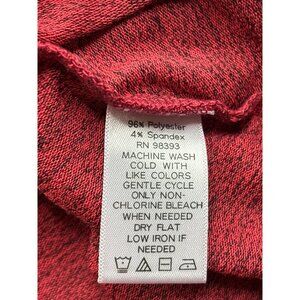 96% Polyester
4% Spandex
RN 98393
MACHINE WASH
COLD WITH
LIKE COLORS
GENTLE CYCLE
ONLY NON-
CHLORINE BLEACH
WHEN NEEDED
DRY FLAT
LOW IRON IF
NEEDED